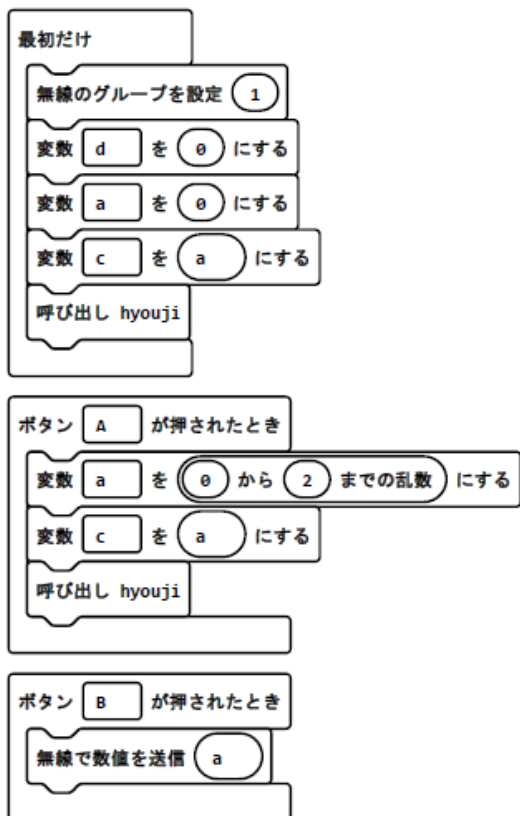 最初だけ
無線のグループを設定 1
変数 d を 0 にする
変数 a を 0 にする
変数 c を a にする
呼び出し hyouji
ボタン A が押されたとき
変数 a を 0 から 2 までの乱数 にする
変数 c を a にする
呼び出し hyouji
ボタン B が押されたとき
無線で数値を送信 a